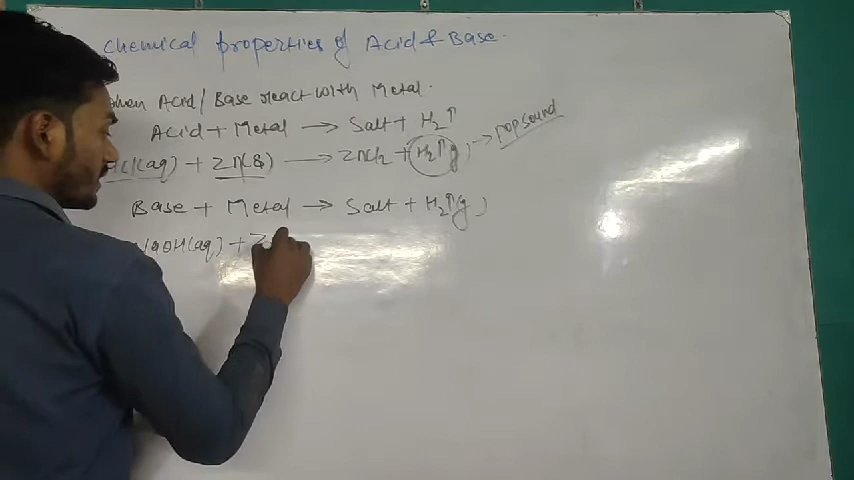 Chemical properties of Acid & Base.
when Acid/Base react with Metal.
Acid + Metal → Salt + H₂↑
HCl(aq) + Zn(s) → ZnCl₂ + (H₂↑g) → POP sound
Base + Metal → Salt + H₂↑g)
NaOH(aq) + Z